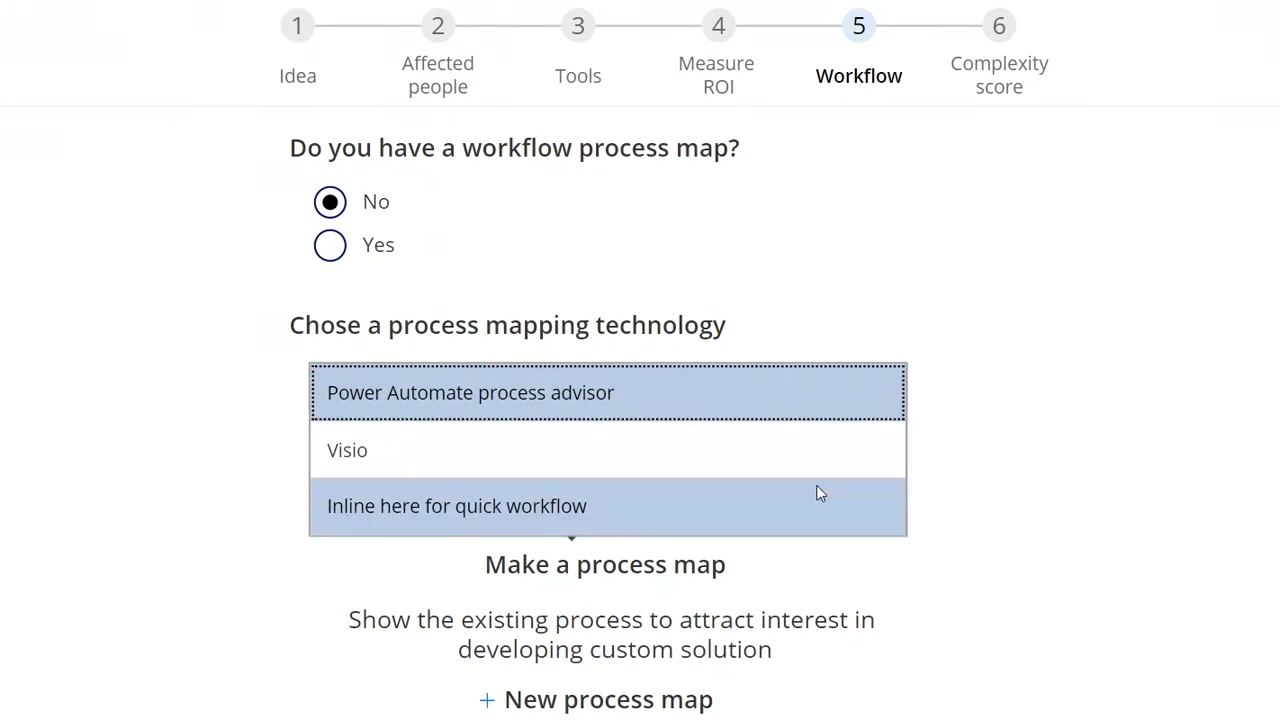 1
2
3
4
5
6
Idea
Affected
people
Tools
Measure
ROI
Workflow
Complexity
score
Do you have a workflow process map?
No
Yes
Chose a process mapping technology
Power Automate process advisor
Visio
Inline here for quick workflow
Make a process map
Show the existing process to attract interest in
developing custom solution
+ New process map